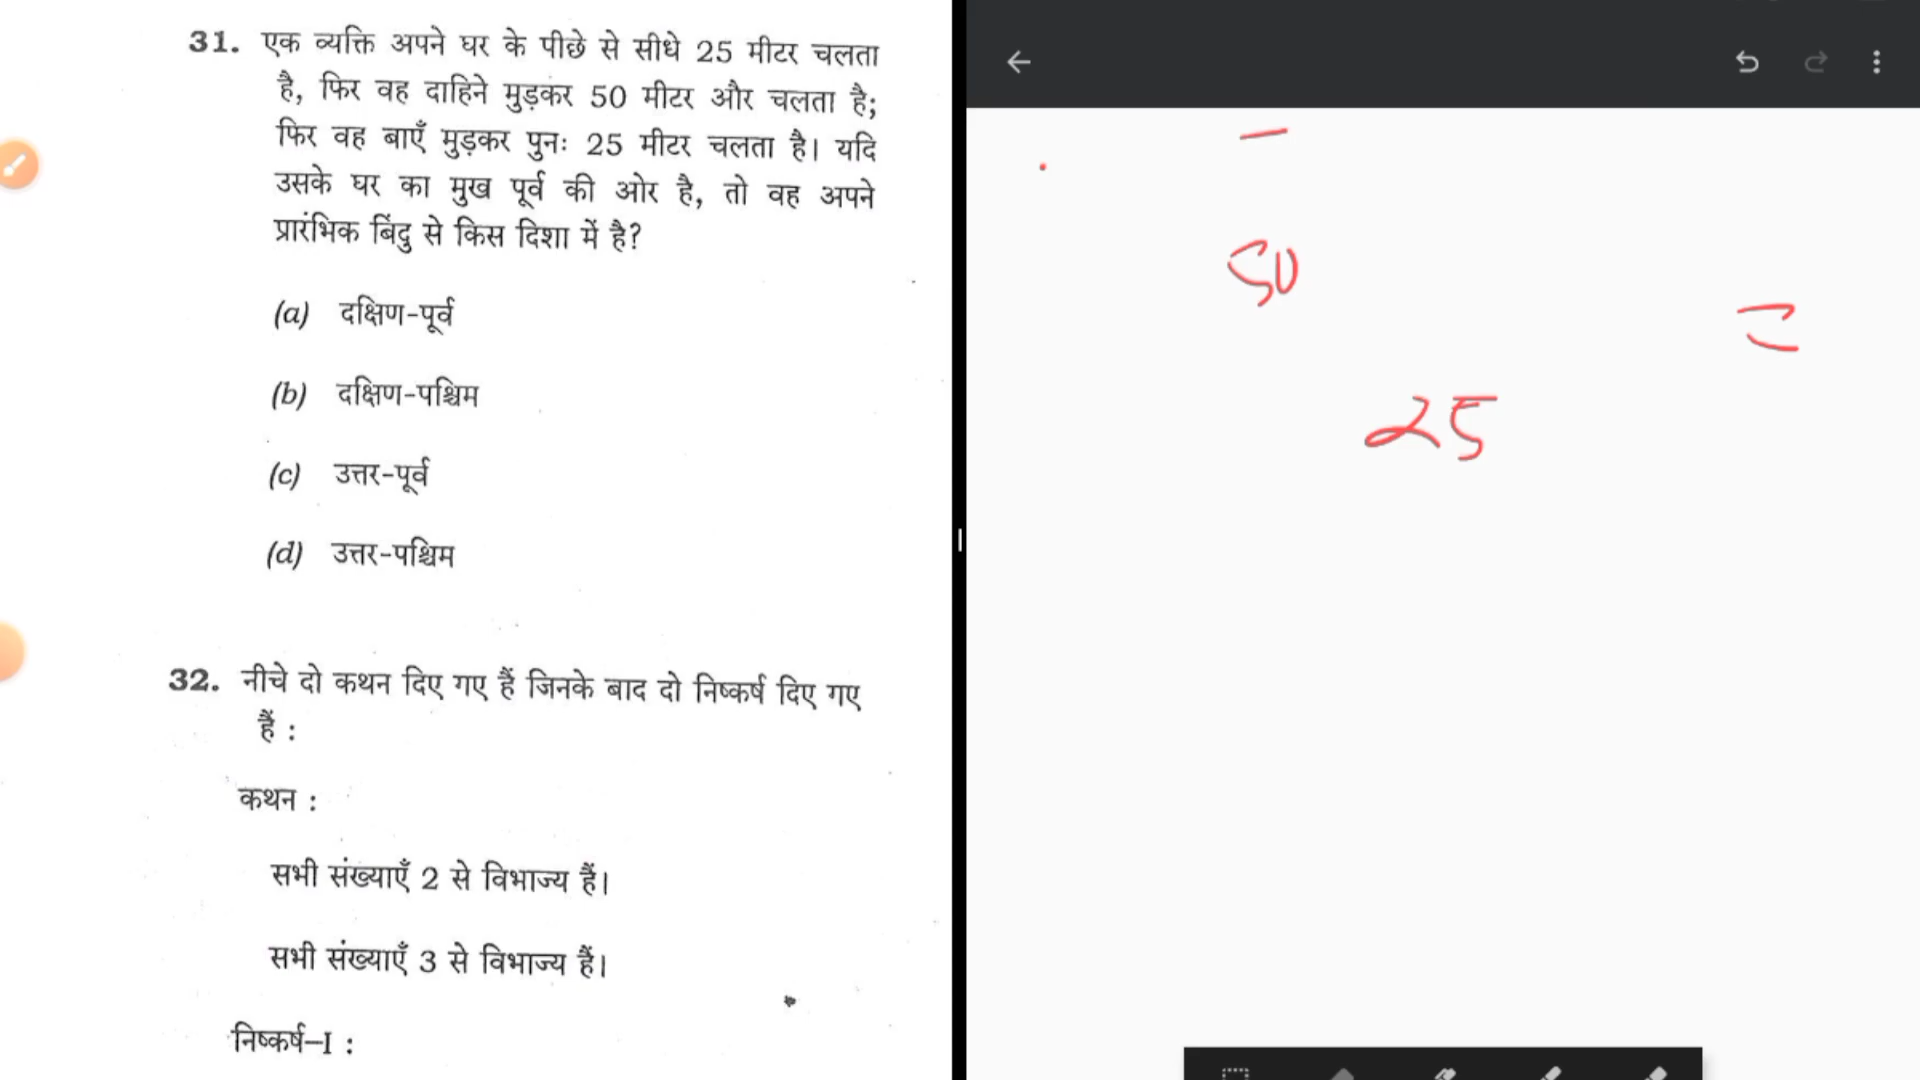 31. एक व्यक्ति अपने घर के पीछे से सीधे 25 मीटर चलता
है, फिर वह दाहिने मुड़कर 50 मीटर और चलता है;
फिर वह बाएँ मुड़कर पुनः 25 मीटर चलता है। यदि
उसके घर का मुख पूर्व की ओर है, तो वह अपने
प्रारंभिक बिंदु से किस दिशा में है?
(a) दक्षिण-पूर्व
(b) दक्षिण-पश्चिम
(c) उत्तर-पूर्व
(d) उत्तर-पश्चिम
32. नीचे दो कथन दिए गए हैं जिनके बाद दो निष्कर्ष दिए गए
हैं :
कथन :
सभी संख्याएँ 2 से विभाज्य हैं।
सभी संख्याएँ 3 से विभाज्य हैं।
निष्कर्ष–I :
50
25